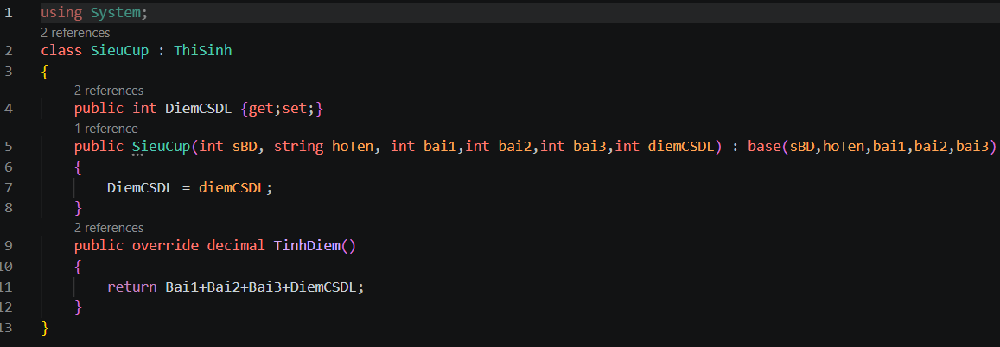 1 using System;
2 references
2 class SieuCup : ThiSinh
3 {
2 references
4 public int DiemCSDL {get;set;}
1 reference
5 public SieuCup(int sBD, string hoTen, int bai1,int bai2,int bai3,int diemCSDL) : base(sBD,hoTen,bai1,bai2,bai3)
6 {
7 DiemCSDL = diemCSDL;
8 }
2 references
9 public override decimal TinhDiem()
10 {
11 return Bai1+Bai2+Bai3+DiemCSDL;
12 }
13 }